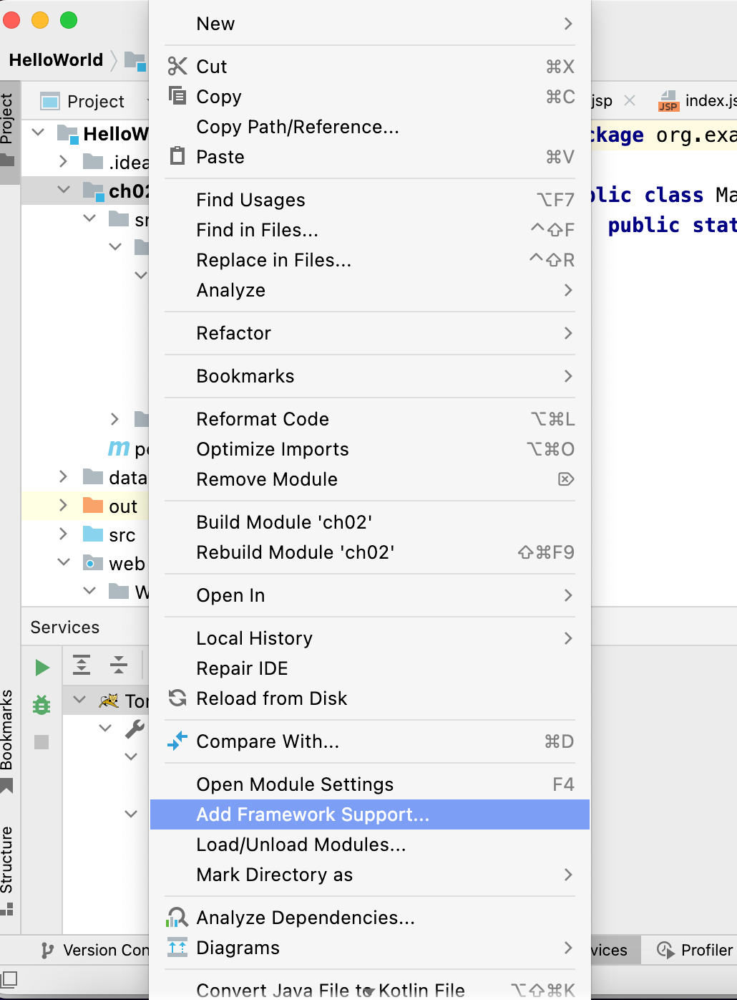 HelloWorld
Project
Project
HelloW
.idea
ch02
data
out
src
web
W
Services
Bookmarks
Structure
Version Con
New
Cut ⌘X
Copy ⌘C
Copy Path/Reference...
Paste ⌘V
Find Usages ⌥F7
Find in Files... ^⇧F
Replace in Files... ^⇧R
Analyze
Refactor
Bookmarks
Reformat Code ⌥⌘L
Optimize Imports ⌥⌘O
Remove Module ⌦
Build Module 'ch02'
Rebuild Module 'ch02' ⇧⌘F9
Open In
Local History
Repair IDE
Reload from Disk
Compare With... ⌘D
Open Module Settings F4
Add Framework Support...
Load/Unload Modules...
Mark Directory as
Analyze Dependencies...
Diagrams
Convert Java File to Kotlin File ⌥⇧⌘K
jsp
JSP index.js
ckage org.exa
blic class Ma
public stat
vices
Profiler